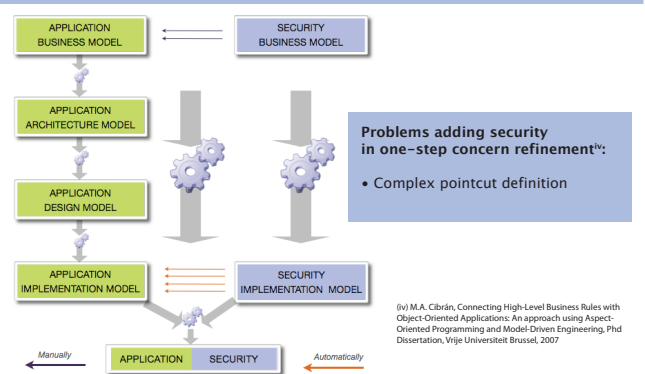 APPLICATION
BUSINESS MODEL
SECURITY
BUSINESS MODEL
APPLICATION
ARCHITECTURE MODEL
Problems adding security
in one-step concern refinement(iv):
• Complex pointcut definition
APPLICATION
DESIGN MODEL
APPLICATION
IMPLEMENTATION MODEL
SECURITY
IMPLEMENTATION MODEL
(iv) M.A. Cibrán, Connecting High-Level Business Rules with
Object-Oriented Applications: An approach using Aspect-
Oriented Programming and Model-Driven Engineering, Phd
Dissertation, Vrije Universiteit Brussel, 2007
Manually
APPLICATION SECURITY
Automatically